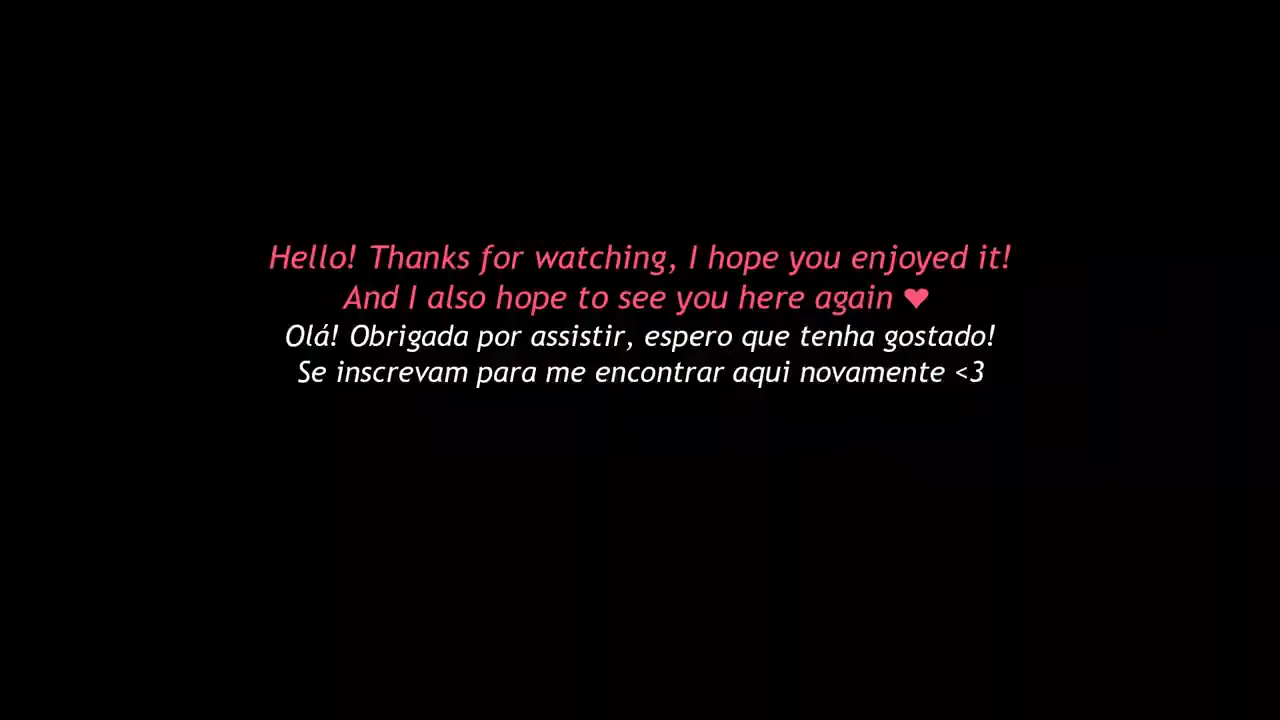 Hello! Thanks for watching, I hope you enjoyed it!
And I also hope to see you here again ❤
Olá! Obrigada por assistir, espero que tenha gostado!
Se inscrevam para me encontrar aqui novamente <3